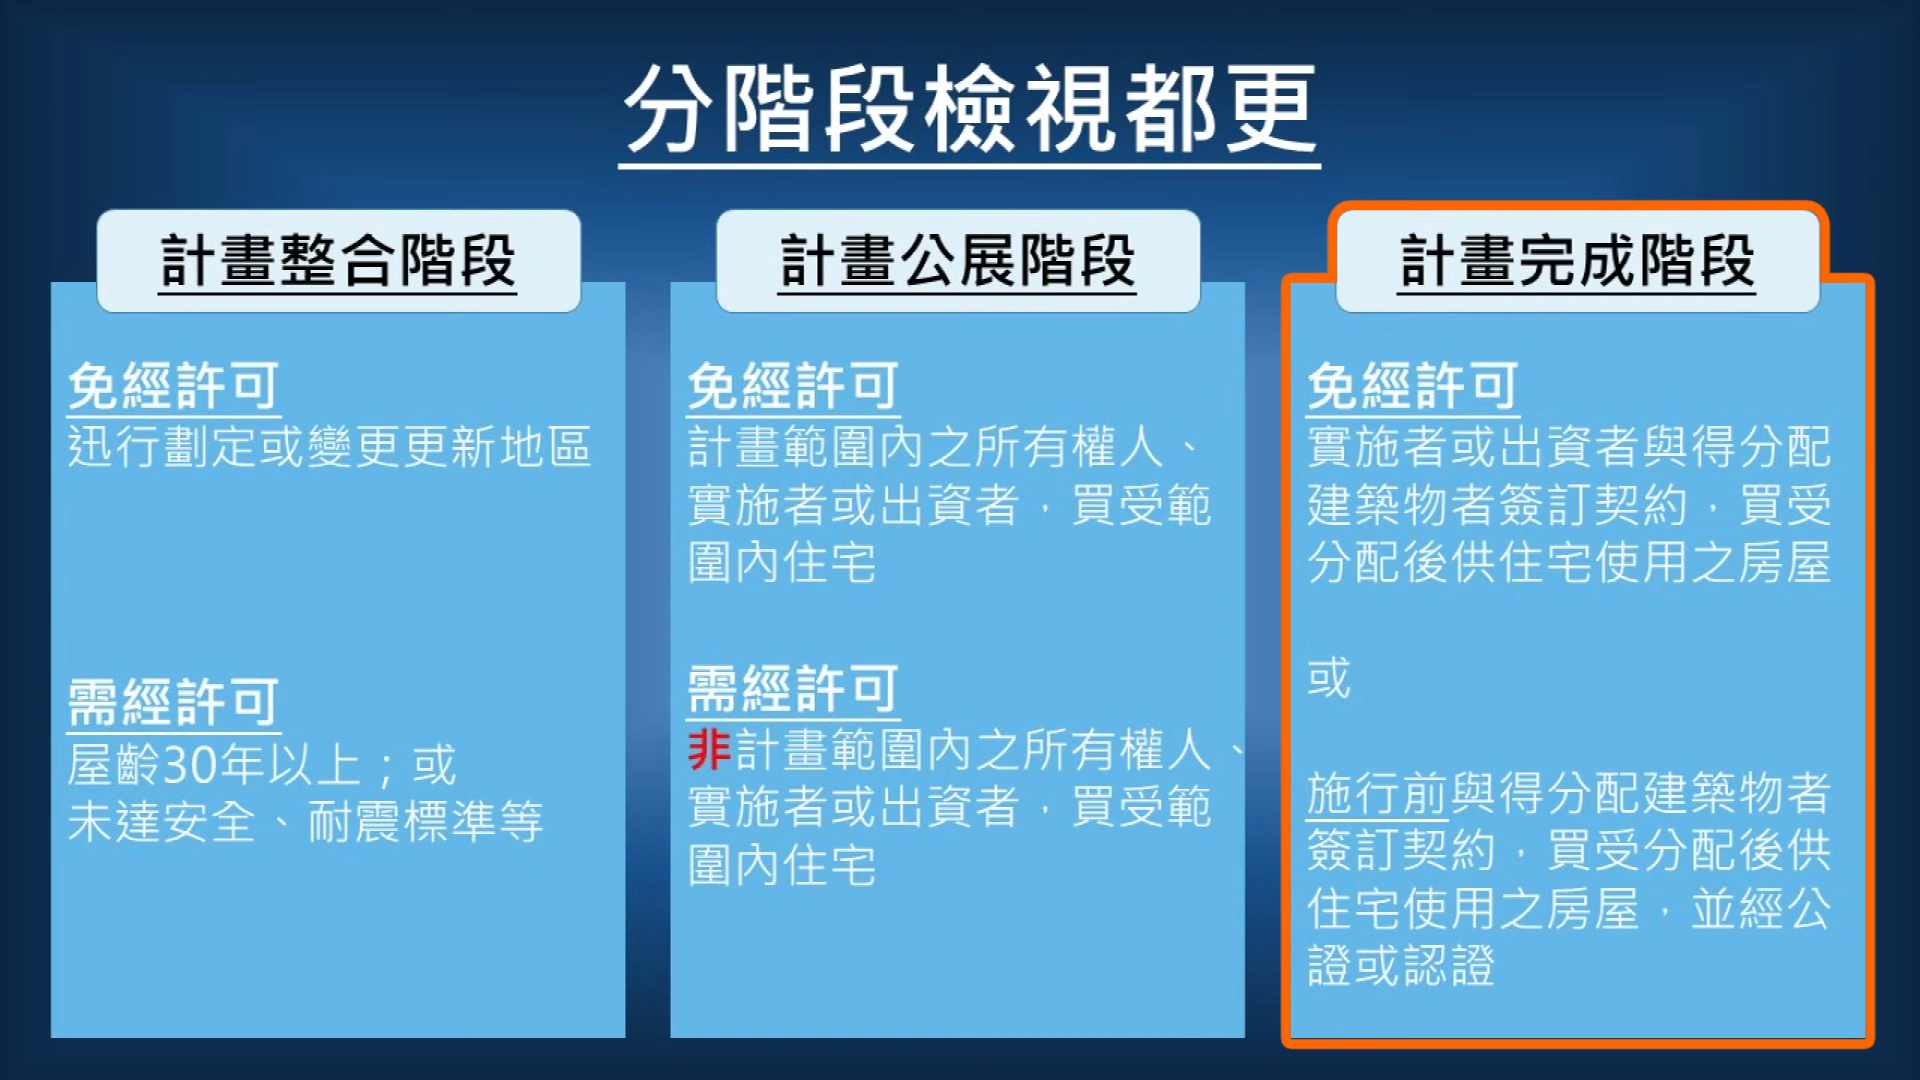 分階段檢視都更
計畫整合階段
免經許可
迅行劃定或變更更新地區
需經許可
屋齡30年以上；或
未達安全、耐震標準等
計畫公展階段
免經許可
計畫範圍內之所有權人、
實施者或出資者，買受範
圍內住宅
需經許可
非計畫範圍內之所有權人、
實施者或出資者，買受範
圍內住宅
計畫完成階段
免經許可
實施者或出資者與得分配
建築物者簽訂契約，買受
分配後供住宅使用之房屋
或
施行前與得分配建築物者
簽訂契約，買受分配後供
住宅使用之房屋，並經公
證或認證